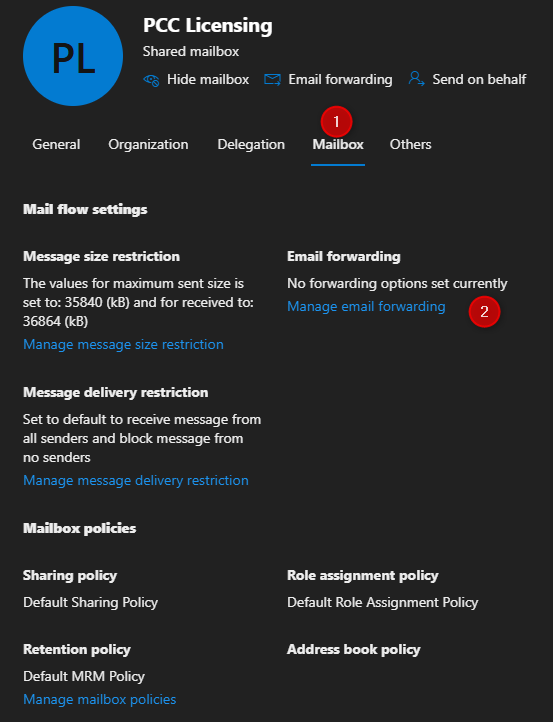 PL
PCC Licensing
Shared mailbox
Hide mailbox
Email forwarding
Send on behalf
1
General
Organization
Delegation
Mailbox
Others
Mail flow settings
Message size restriction
The values for maximum sent size is
set to: 35840 (kB) and for received to:
36864 (kB)
Manage message size restriction
Email forwarding
No forwarding options set currently
Manage email forwarding
2
Message delivery restriction
Set to default to receive message from
all senders and block message from
no senders
Manage message delivery restriction
Mailbox policies
Sharing policy
Default Sharing Policy
Role assignment policy
Default Role Assignment Policy
Retention policy
Default MRM Policy
Manage mailbox policies
Address book policy